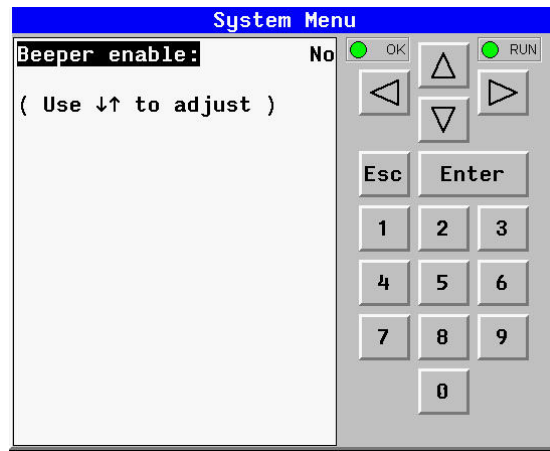 System Menu
Beeper enable: No
( Use ↓↑ to adjust )
OK
RUN
Esc
Enter
1 2 3
4 5 6
7 8 9
0